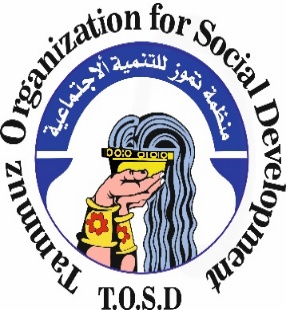 Tammuz Organization for Social Development
منظمة تموز للتنمية الاجتماعية
T.O.S.D